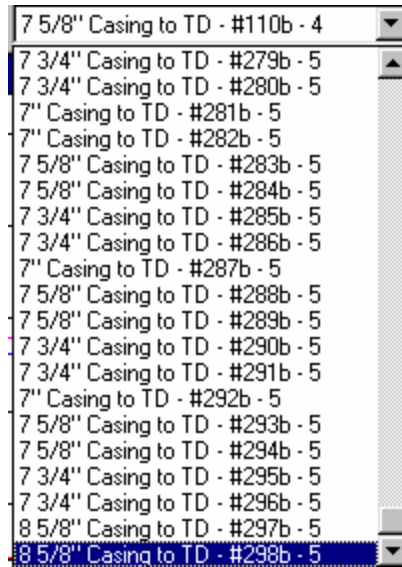 7 5/8" Casing to TD - #110b - 4
7 3/4" Casing to TD - #279b - 5
7 3/4" Casing to TD - #280b - 5
7" Casing to TD - #281b - 5
7" Casing to TD - #282b - 5
7 5/8" Casing to TD - #283b - 5
7 5/8" Casing to TD - #284b - 5
7 3/4" Casing to TD - #285b - 5
7 3/4" Casing to TD - #286b - 5
7" Casing to TD - #287b - 5
7 5/8" Casing to TD - #288b - 5
7 5/8" Casing to TD - #289b - 5
7 3/4" Casing to TD - #290b - 5
7 3/4" Casing to TD - #291b - 5
7" Casing to TD - #292b - 5
7 5/8" Casing to TD - #293b - 5
7 5/8" Casing to TD - #294b - 5
7 3/4" Casing to TD - #295b - 5
7 3/4" Casing to TD - #296b - 5
8 5/8" Casing to TD - #297b - 5
8 5/8" Casing to TD - #298b - 5